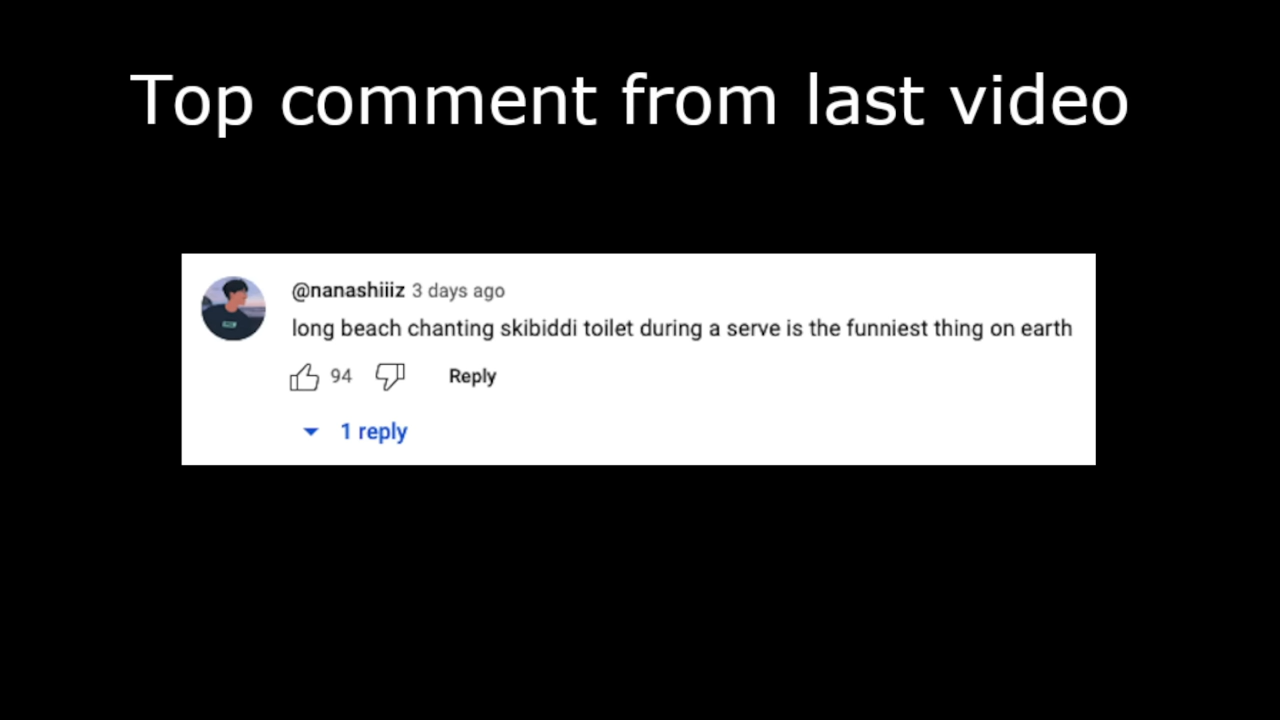 Top comment from last video
@nanashiiiz 3 days ago
long beach chanting skibiddi toilet during a serve is the funniest thing on earth
94 Reply
1 reply